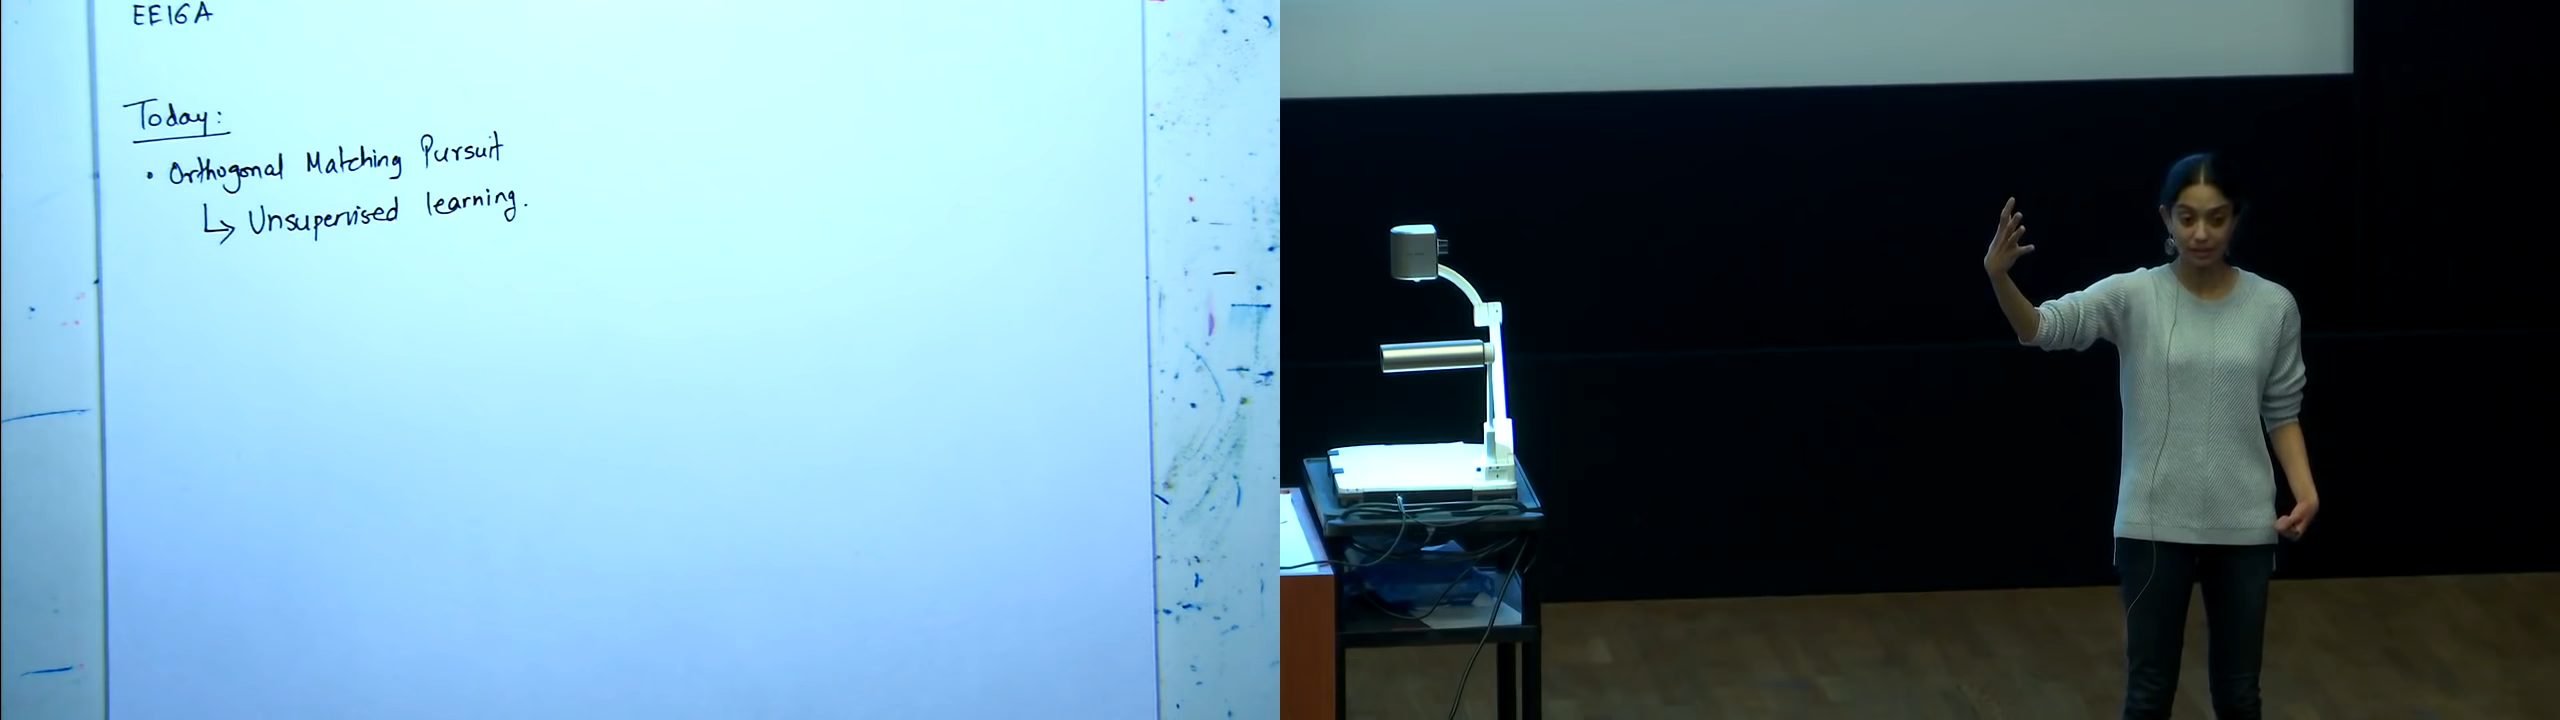 EE16A
Today:
• Orthogonal Matching Pursuit
↳ Unsupervised learning.